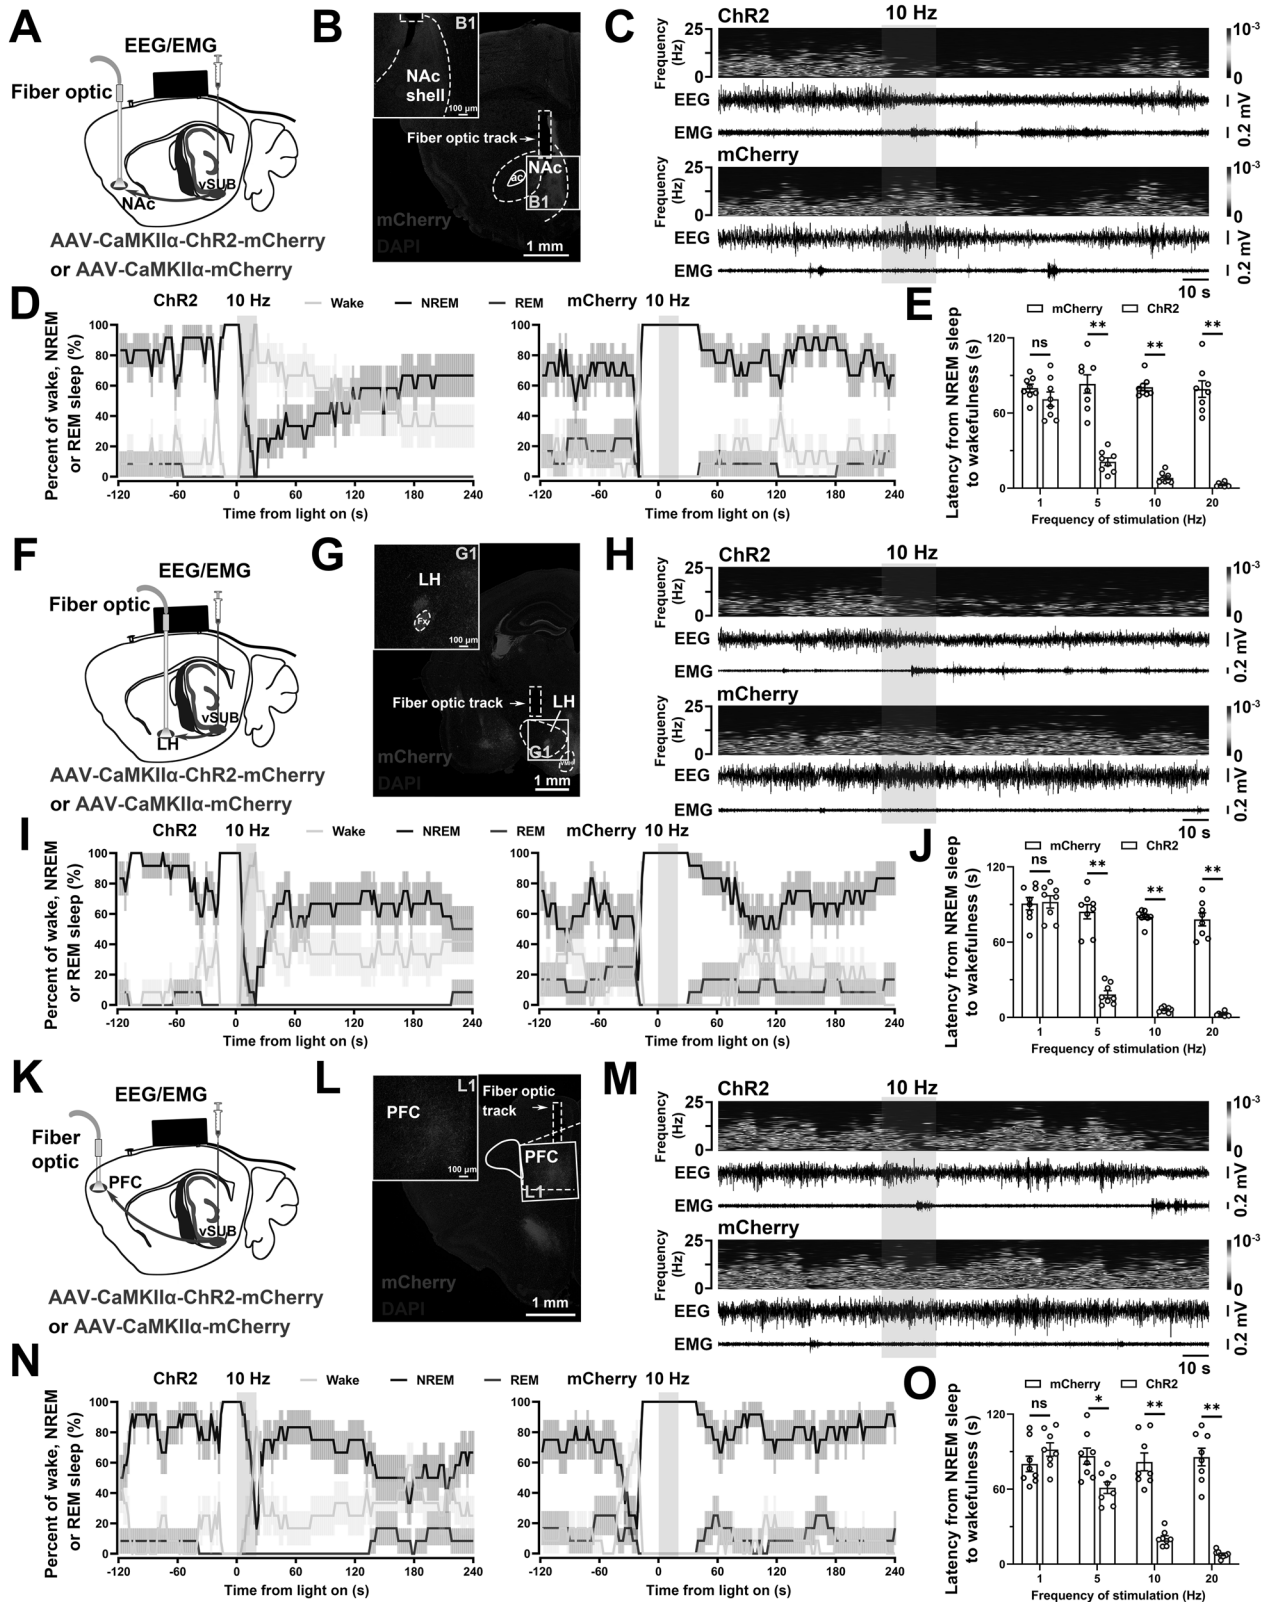 A
EEG/EMG
Fiber optic
vSUB
NAc
AAV-CaMKIIα-ChR2-mCherry
or AAV-CaMKIIα-mCherry
B
B1
NAc
shell
100 µm
Fiber optic track
NAc
ac
B1
mCherry
DAPI
1 mm
C
ChR2
10 Hz
Frequency
(Hz)
25
0
10-3
0
EEG
EMG
0.2 mV
mCherry
Frequency
(Hz)
25
0
10-3
0
EEG
EMG
0.2 mV
10 s
D
ChR2
10 Hz
Wake
NREM
REM
mCherry
10 Hz
Percent of wake, NREM
or REM sleep (%)
100
80
60
40
20
0
-120 -60 0 60 120 180 240
Time from light on (s)
100
80
60
40
20
0
-120 -60 0 60 120 180 240
Time from light on (s)
E
mCherry
ChR2
Latency from NREM sleep
to wakefulness (s)
120
60
0
ns
**
**
**
1 5 10 20
Frequency of stimulation (Hz)
F
EEG/EMG
Fiber optic
vSUB
LH
AAV-CaMKIIα-ChR2-mCherry
or AAV-CaMKIIα-mCherry
G
G1
LH
Fx
100 µm
Fiber optic track
LH
G1
mCherry
DAPI
1 mm
H
ChR2
10 Hz
Frequency
(Hz)
25
0
10-3
0
EEG
EMG
0.2 mV
mCherry
Frequency
(Hz)
25
0
10-3
0
EEG
EMG
0.2 mV
10 s
I
ChR2
10 Hz
Wake
NREM
REM
mCherry
10 Hz
Percent of wake, NREM
or REM sleep (%)
100
80
60
40
20
0
-120 -60 0 60 120 180 240
Time from light on (s)
100
80
60
40
20
0
-120 -60 0 60 120 180 240
Time from light on (s)
J
mCherry
ChR2
Latency from NREM sleep
to wakefulness (s)
120
60
0
ns
**
**
**
1 5 10 20
Frequency of stimulation (Hz)
K
EEG/EMG
Fiber
optic
PFC
vSUB
AAV-CaMKIIα-ChR2-mCherry
or AAV-CaMKIIα-mCherry
L
L1
PFC
100 µm
Fiber optic
track
PFC
L1
mCherry
DAPI
1 mm
M
ChR2
10 Hz
Frequency
(Hz)
25
0
10-3
0
EEG
EMG
0.2 mV
mCherry
Frequency
(Hz)
25
0
10-3
0
EEG
EMG
0.2 mV
10 s
N
ChR2
10 Hz
Wake
NREM
REM
mCherry
10 Hz
Percent of wake, NREM
or REM sleep (%)
100
80
60
40
20
0
-120 -60 0 60 120 180 240
Time from light on (s)
100
80
60
40
20
0
-120 -60 0 60 120 180 240
Time from light on (s)
O
mCherry
ChR2
Latency from NREM sleep
to wakefulness (s)
120
60
0
ns
*
**
**
1 5 10 20
Frequency of stimulation (Hz)